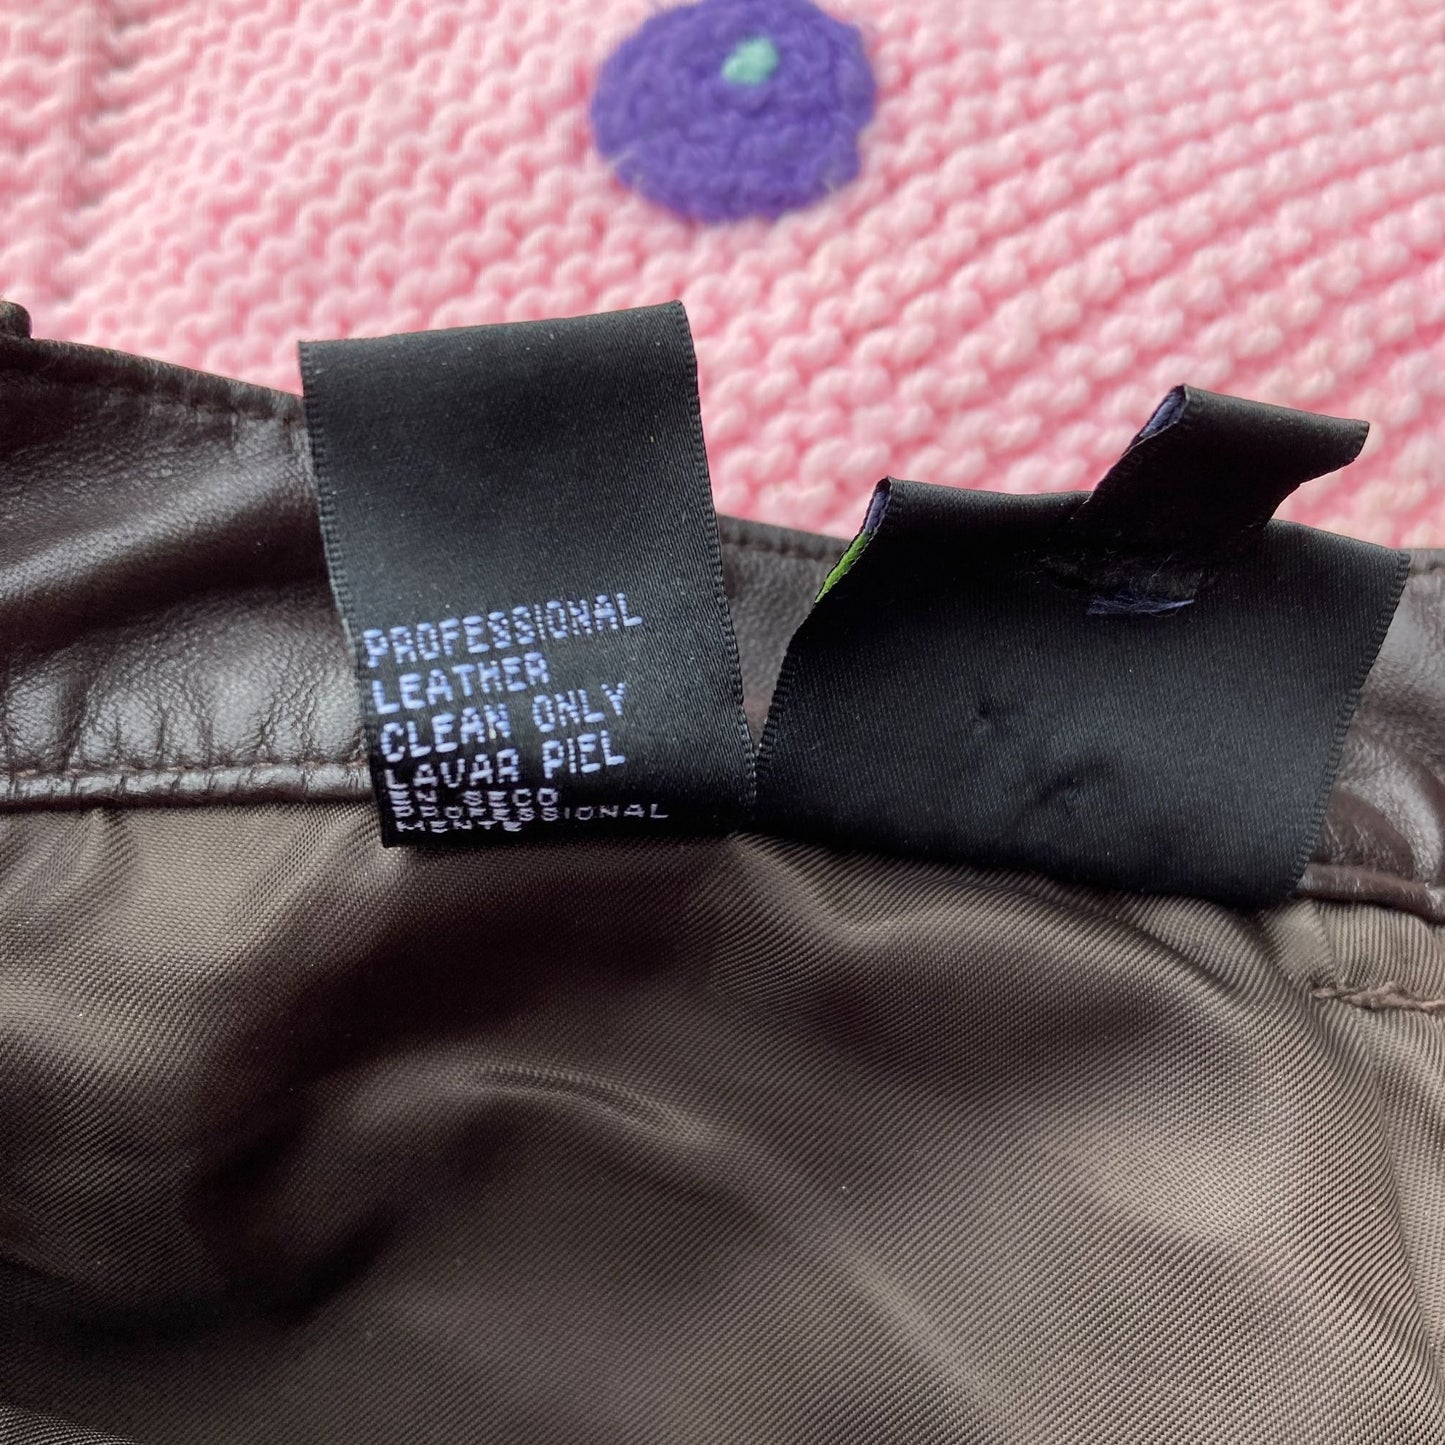 PROFESSIONAL
LEATHER
CLEAN ONLY
LAVAR PIEL
EN SECO
PROFESSIONAL
MENTE